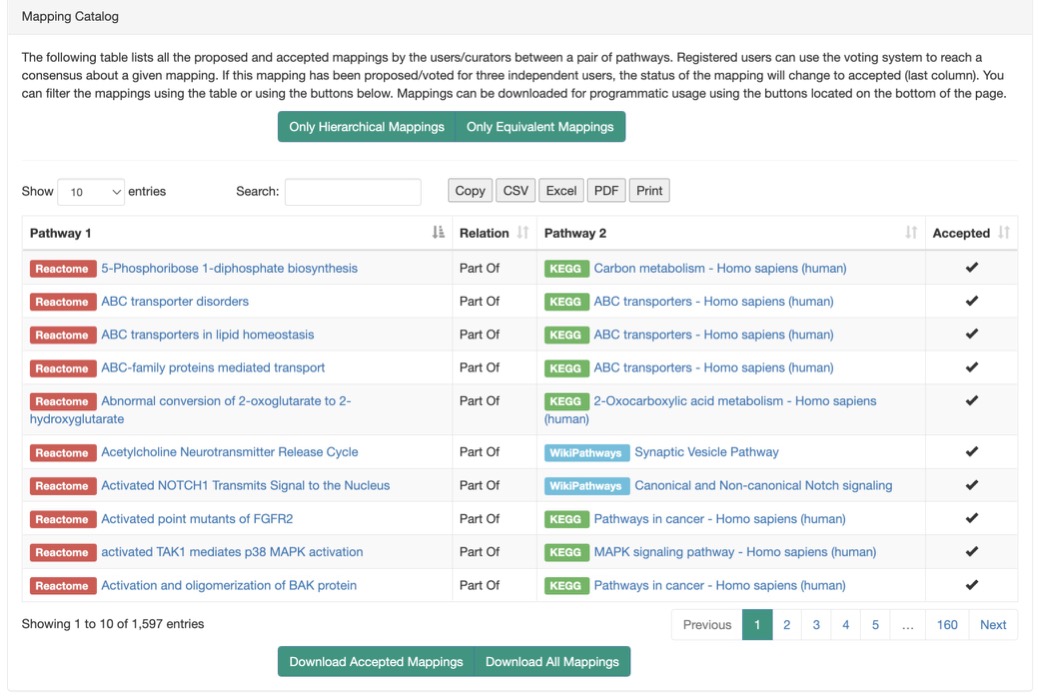 Mapping Catalog
The following table lists all the proposed and accepted mappings by the users/curators between a pair of pathways. Registered users can use the voting system to reach a
consensus about a given mapping. If this mapping has been proposed/voted for three independent users, the status of the mapping will change to accepted (last column). You
can filter the mappings using the table or using the buttons below. Mappings can be downloaded for programmatic usage using the buttons located on the bottom of the page.
Only Hierarchical Mappings Only Equivalent Mappings
Show 10 entries Search: Copy CSV Excel PDF Print
Pathway 1 Relation Pathway 2 Accepted
Reactome 5-Phosphoribose 1-diphosphate biosynthesis Part Of KEGG Carbon metabolism - Homo sapiens (human)
Reactome ABC transporter disorders Part Of KEGG ABC transporters - Homo sapiens (human)
Reactome ABC transporters in lipid homeostasis Part Of KEGG ABC transporters - Homo sapiens (human)
Reactome ABC-family proteins mediated transport Part Of KEGG ABC transporters - Homo sapiens (human)
Reactome Abnormal conversion of 2-oxoglutarate to 2- Part Of KEGG 2-Oxocarboxylic acid metabolism - Homo sapiens
hydroxyglutarate (human)
Reactome Acetylcholine Neurotransmitter Release Cycle Part Of WikiPathways Synaptic Vesicle Pathway
Reactome Activated NOTCH1 Transmits Signal to the Nucleus Part Of WikiPathways Canonical and Non-canonical Notch signaling
Reactome Activated point mutants of FGFR2 Part Of KEGG Pathways in cancer - Homo sapiens (human)
Reactome activated TAK1 mediates p38 MAPK activation Part Of KEGG MAPK signaling pathway - Homo sapiens (human)
Reactome Activation and oligomerization of BAK protein Part Of KEGG Pathways in cancer - Homo sapiens (human)
Showing 1 to 10 of 1,597 entries Previous 1 2 3 4 5 ... 160 Next
Download Accepted Mappings Download All Mappings